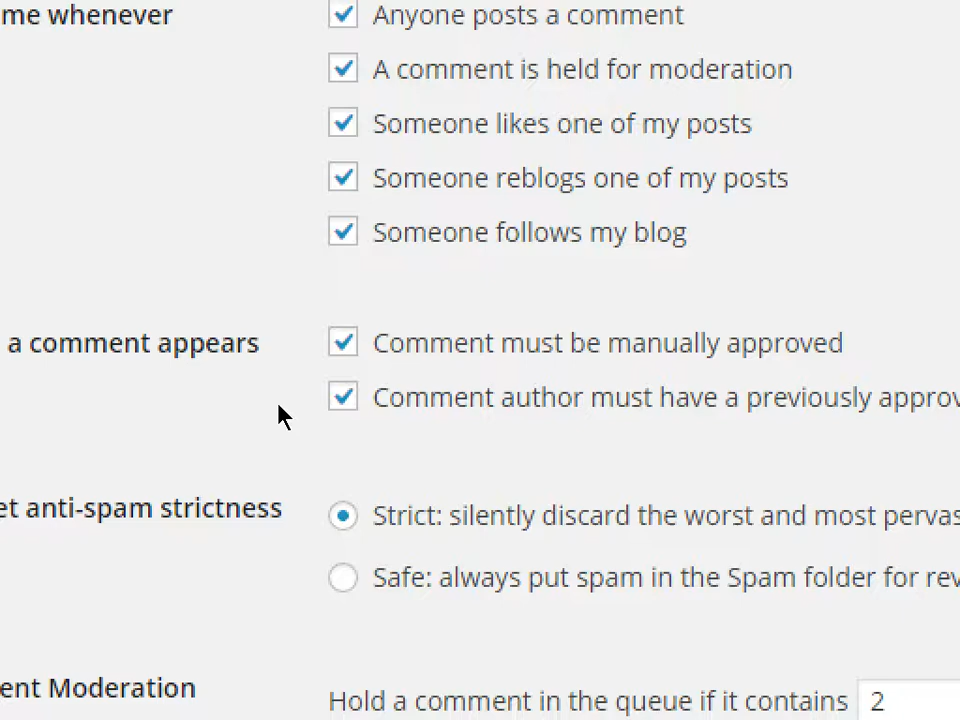 me whenever
Anyone posts a comment
A comment is held for moderation
Someone likes one of my posts
Someone reblogs one of my posts
Someone follows my blog
a comment appears
Comment must be manually approved
Comment author must have a previously approv
et anti-spam strictness
Strict: silently discard the worst and most pervas
Safe: always put spam in the Spam folder for rev
ent Moderation
Hold a comment in the queue if it contains 2